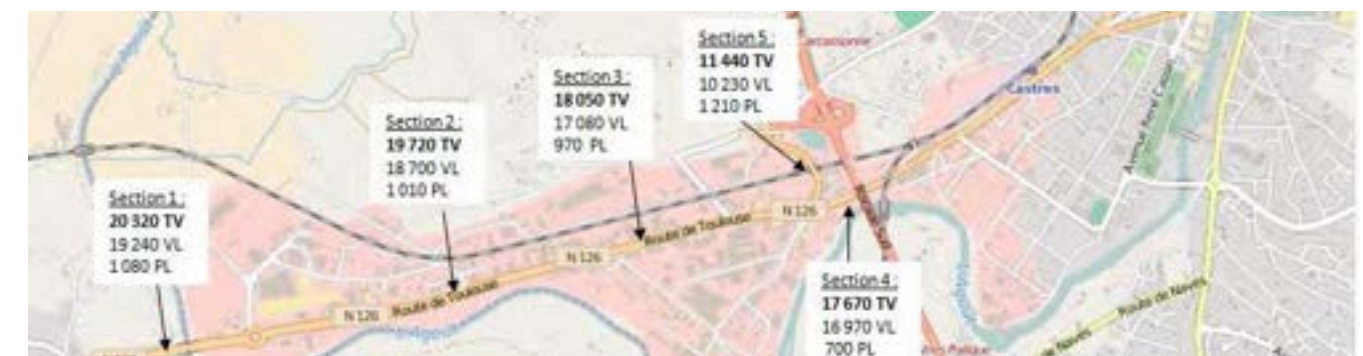 Section 1 :
20 320 TV
19 240 VL
1 080 PL
Section 2 :
19 720 TV
18 700 VL
1 010 PL
Section 3 :
18 050 TV
17 080 VL
970 PL
Section 5 :
11 440 TV
10 230 VL
1 210 PL
Section 4 :
17 670 TV
16 970 VL
700 PL
N 126
Route de Toulouse
N 126
Route de Toulouse
N 126
Castres
Route de Navès
Route de Navès